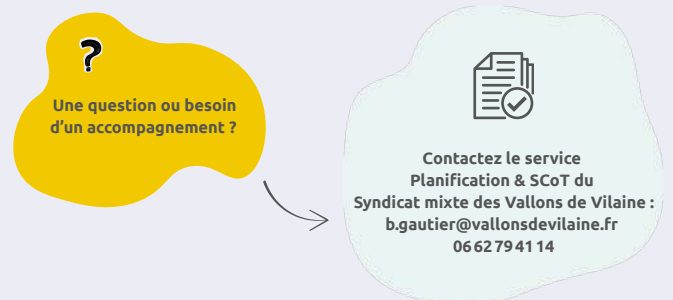 ?
Une question ou besoin
d'un accompagnement ?
Contactez le service
Planification & SCoT du
Syndicat mixte des Vallons de Vilaine :
b.gautier@vallonsdevilaine.fr
06 62 79 41 14